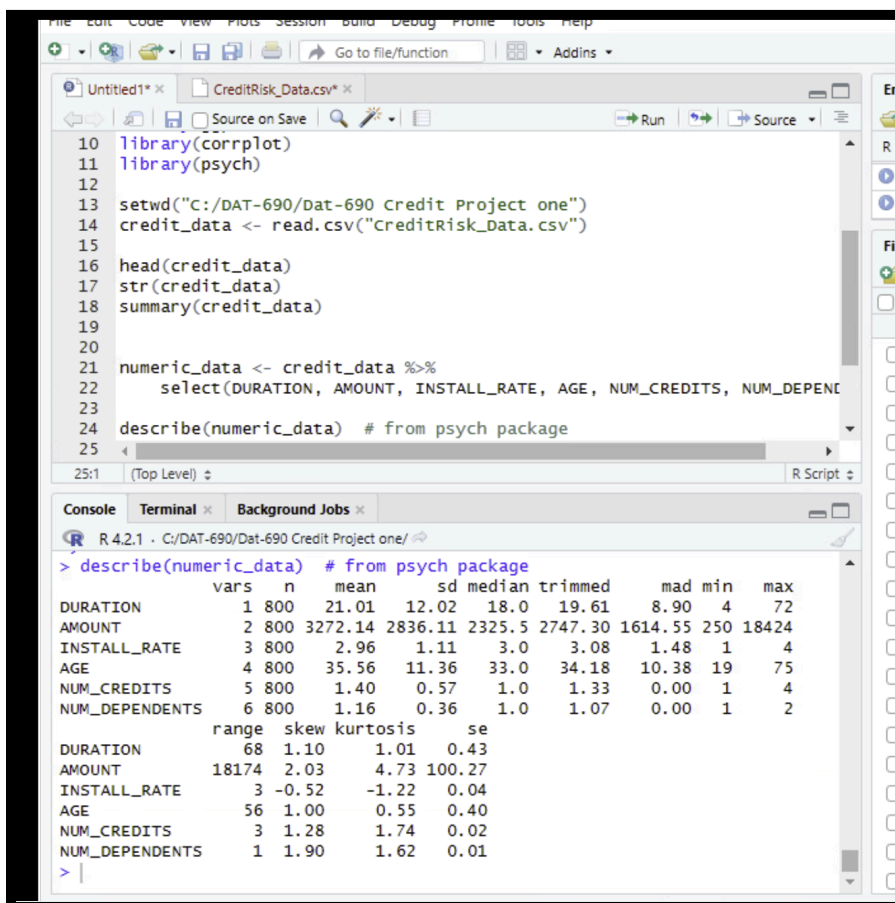 File Edit Code View Plots Session Build Debug Profile Tools Help
Go to file/function Addins
Untitled1* CreditRisk_Data.csv*
Source on Save Run Source
10 library(corrplot)
11 library(psych)
12
13 setwd("C:/DAT-690/Dat-690 Credit Project one")
14 credit_data <- read.csv("CreditRisk_Data.csv")
15
16 head(credit_data)
17 str(credit_data)
18 summary(credit_data)
19
20
21 numeric_data <- credit_data %>%
22 select(DURATION, AMOUNT, INSTALL_RATE, AGE, NUM_CREDITS, NUM_DEPEND
23
24 describe(numeric_data) # from psych package
25
25:1 (Top Level) R Script
Console Terminal Background Jobs
R 4.2.1 · C:/DAT-690/Dat-690 Credit Project one/
> describe(numeric_data) # from psych package
vars n mean sd median trimmed mad min max
DURATION 1 800 21.01 12.02 18.0 19.61 8.90 4 72
AMOUNT 2 800 3272.14 2836.11 2325.5 2747.30 1614.55 250 18424
INSTALL_RATE 3 800 2.96 1.11 3.0 3.08 1.48 1 4
AGE 4 800 35.56 11.36 33.0 34.18 10.38 19 75
NUM_CREDITS 5 800 1.40 0.57 1.0 1.33 0.00 1 4
NUM_DEPENDENTS 6 800 1.16 0.36 1.0 1.07 0.00 1 2
range skew kurtosis se
DURATION 68 1.10 1.01 0.43
AMOUNT 18174 2.03 4.73 100.27
INSTALL_RATE 3 -0.52 -1.22 0.04
AGE 56 1.00 0.55 0.40
NUM_CREDITS 3 1.28 1.74 0.02
NUM_DEPENDENTS 1 1.90 1.62 0.01
>
R